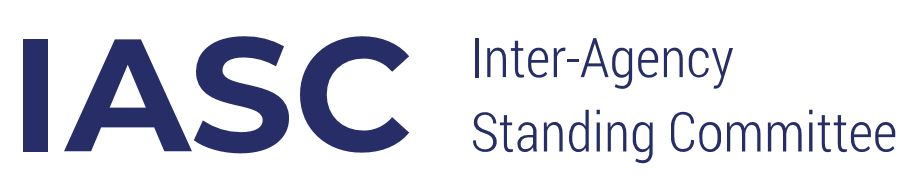 IASC
Inter-Agency
Standing Committee